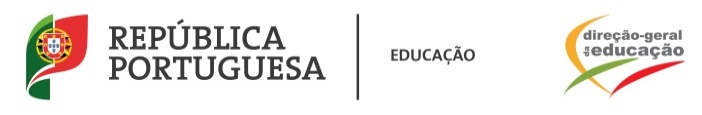 REPÚBLICA
PORTUGUESA
EDUCAÇÃO
direção-geral
da educação